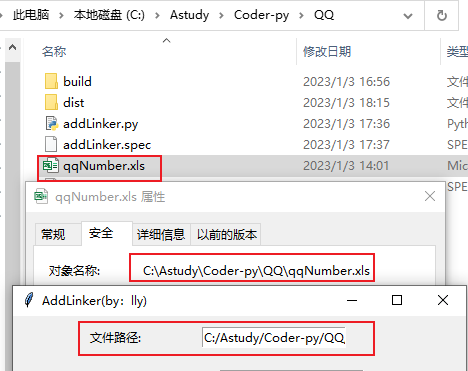 此电脑 › 本地磁盘 (C:) › Astudy › Coder-py › QQ
名称 修改日期
build 2023/1/3 16:56 文件
dist 2023/1/3 18:15 文件
addLinker.py 2023/1/3 17:36 Pyth
addLinker.spec 2023/1/3 17:37 SPE
qqNumber.xls 2023/1/3 14:01 Mic
qqNumber.xls 属性 SPE
常规 安全 详细信息 以前的版本
对象名称: C:\Astudy\Coder-py\QQ\qqNumber.xls
AddLinker(by：lly)
文件路径: C:/Astudy/Coder-py/QQ